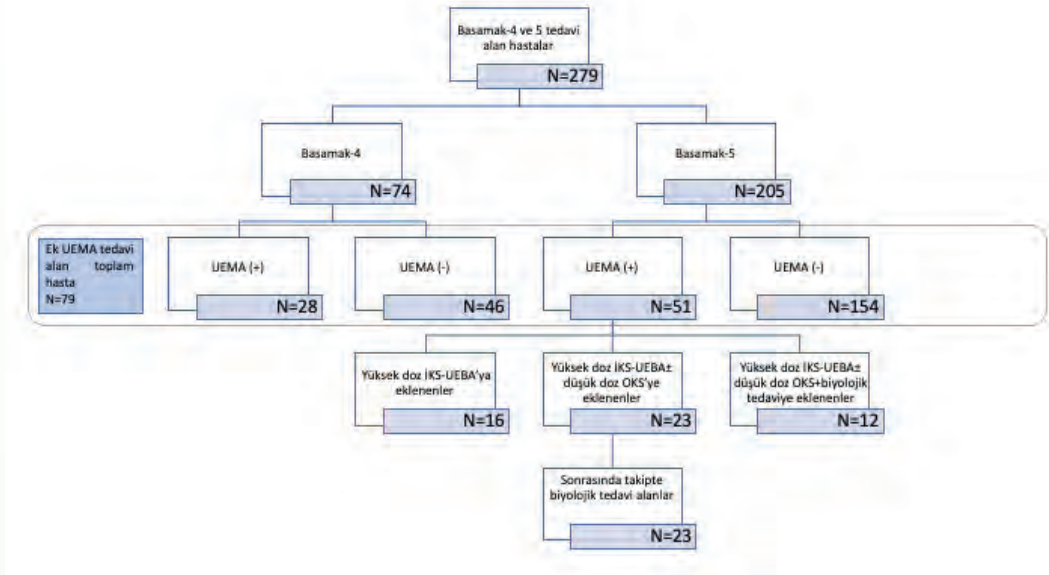 Basamak-4 ve 5 tedavi
alan hastalar
N=279
Basamak-4
N=74
Basamak-5
N=205
Ek UEMA tedavi
alan toplam
hasta
N=79
UEMA (+)
N=28
UEMA (-)
N=46
UEMA (+)
N=51
UEMA (-)
N=154
Yüksek doz İKS-UEBA'ya
eklenenler
N=16
Yüksek doz İKS-UEBA±
düşük doz OKS'ye
eklenenler
N=23
Yüksek doz İKS-UEBA±
düşük doz OKS+biyolojik
tedaviye eklenenler
N=12
Sonrasında takipte
biyolojik tedavi alanlar
N=23